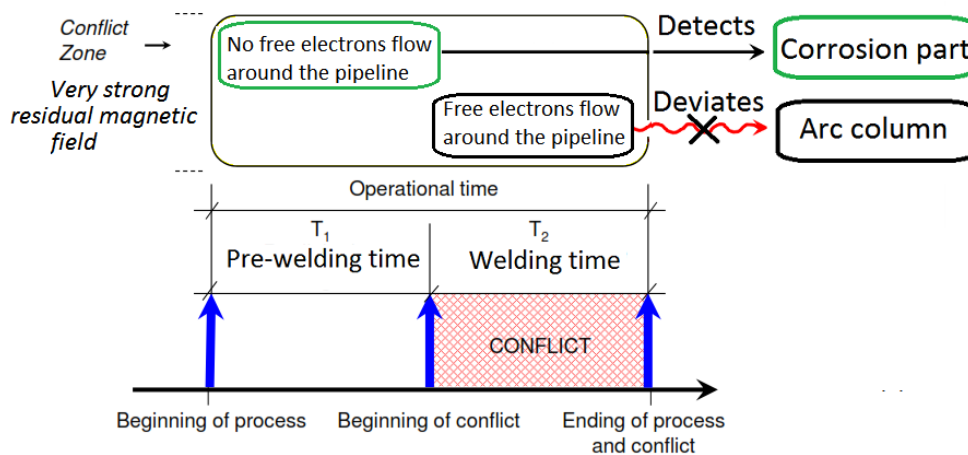 Conflict
Zone
Very strong
residual magnetic
field
No free electrons flow
around the pipeline
Detects
Corrosion part
Free electrons flow
around the pipeline
Deviates
Arc column
Operational time
T1
Pre-welding time
T2
Welding time
CONFLICT
Beginning of process
Beginning of conflict
Ending of process
and conflict